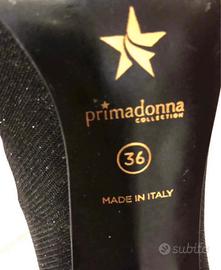 primadonna
COLLECTION
36
MADE IN ITALY
subito